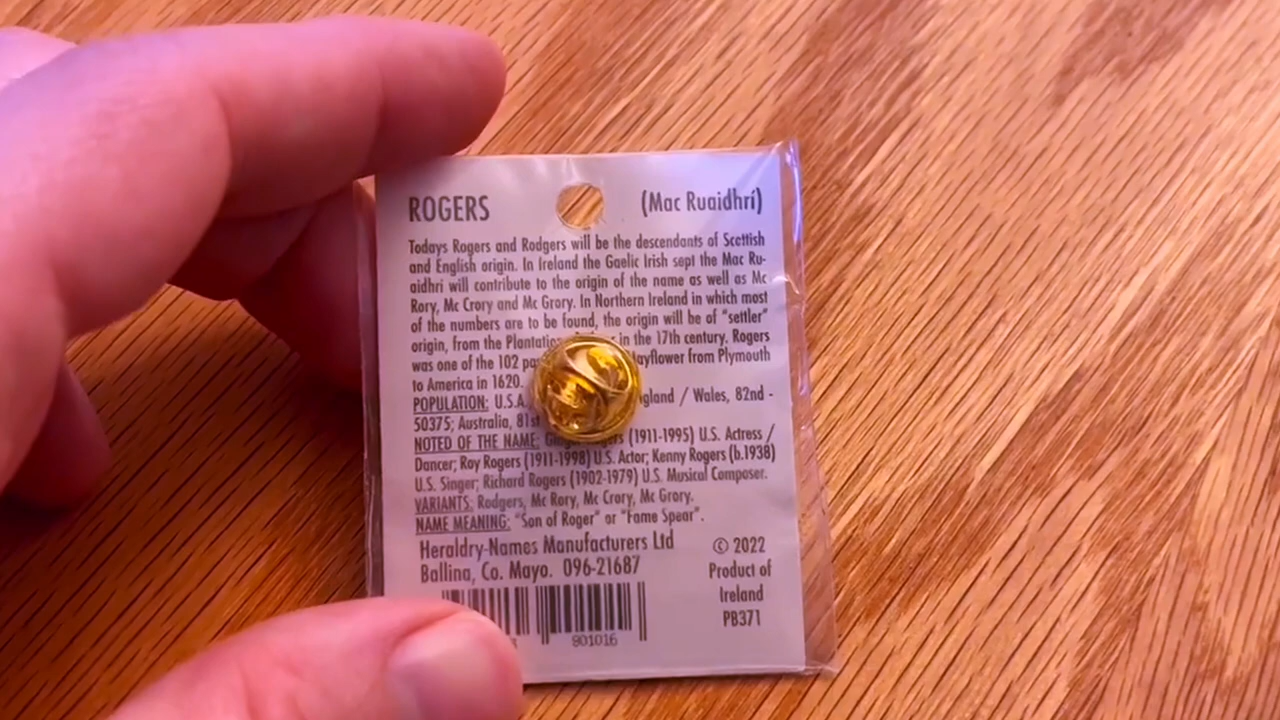 ROGERS (Mac Ruaidhrí)
Todays Rogers and Rodgers will be the descendants of Scottish
and English origin. In Ireland the Gaelic Irish sept the Mac Ru-
aidhri will contribute to the origin of the name as well as Mc
Rory, Mc Crory and Mc Grory. In Northern Ireland in which most
of the numbers are to be found, the origin will be of "settler"
origin, from the in the 17th century. Rogers
was one of the 102 from Plymouth
to America in 1620.
POPULATION: U.S.A. / Wales, 82nd -
50375; Australia,
NOTED OF THE NAME: (1911-1995) U.S. Actress /
Dancer; Roy Rogers (1911-1998) U.S. Actor; Kenny Rogers (b.1938)
U.S. Singer; Richard Rogers (1902-1979) U.S. Musical Composer.
VARIANTS: Rodgers, Mc Rory, Mc Crory, Mc Grory.
NAME MEANING: "Son of Roger" or "Fame Spear".
Heraldry-Names Manufacturers Ltd
Ballina, Co. Mayo. 096-21687
© 2022
Product of
Ireland
PB371
801016